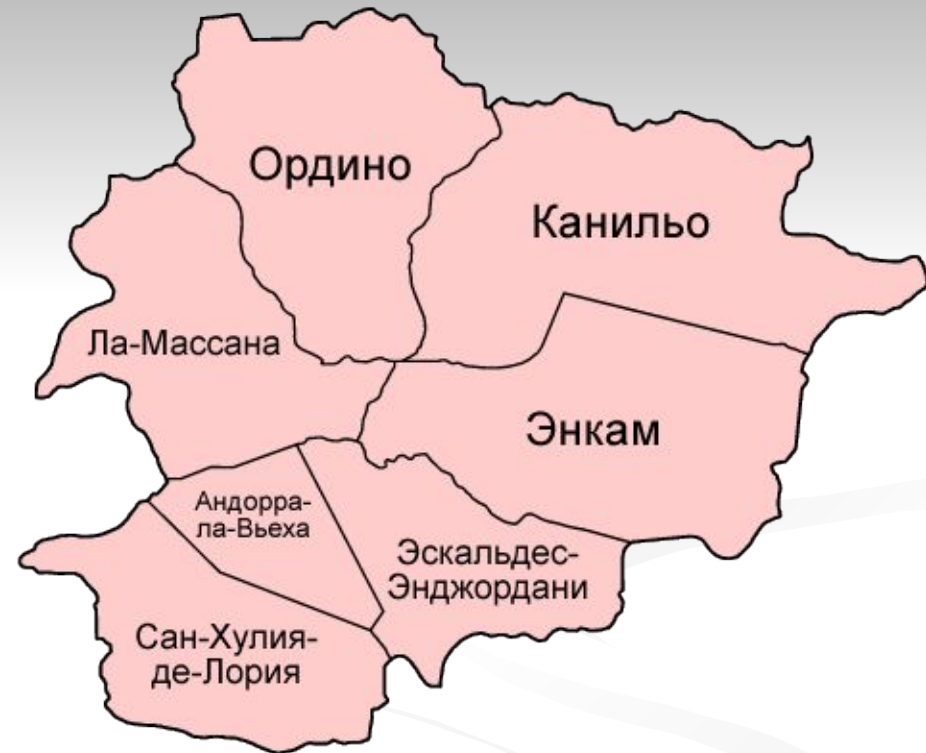 Ордино
Канильо
Ла-Массана
Энкам
Андорра-
ла-Вьеха
Эскальдес-
Энджордани
Сан-Хулия-
де-Лория